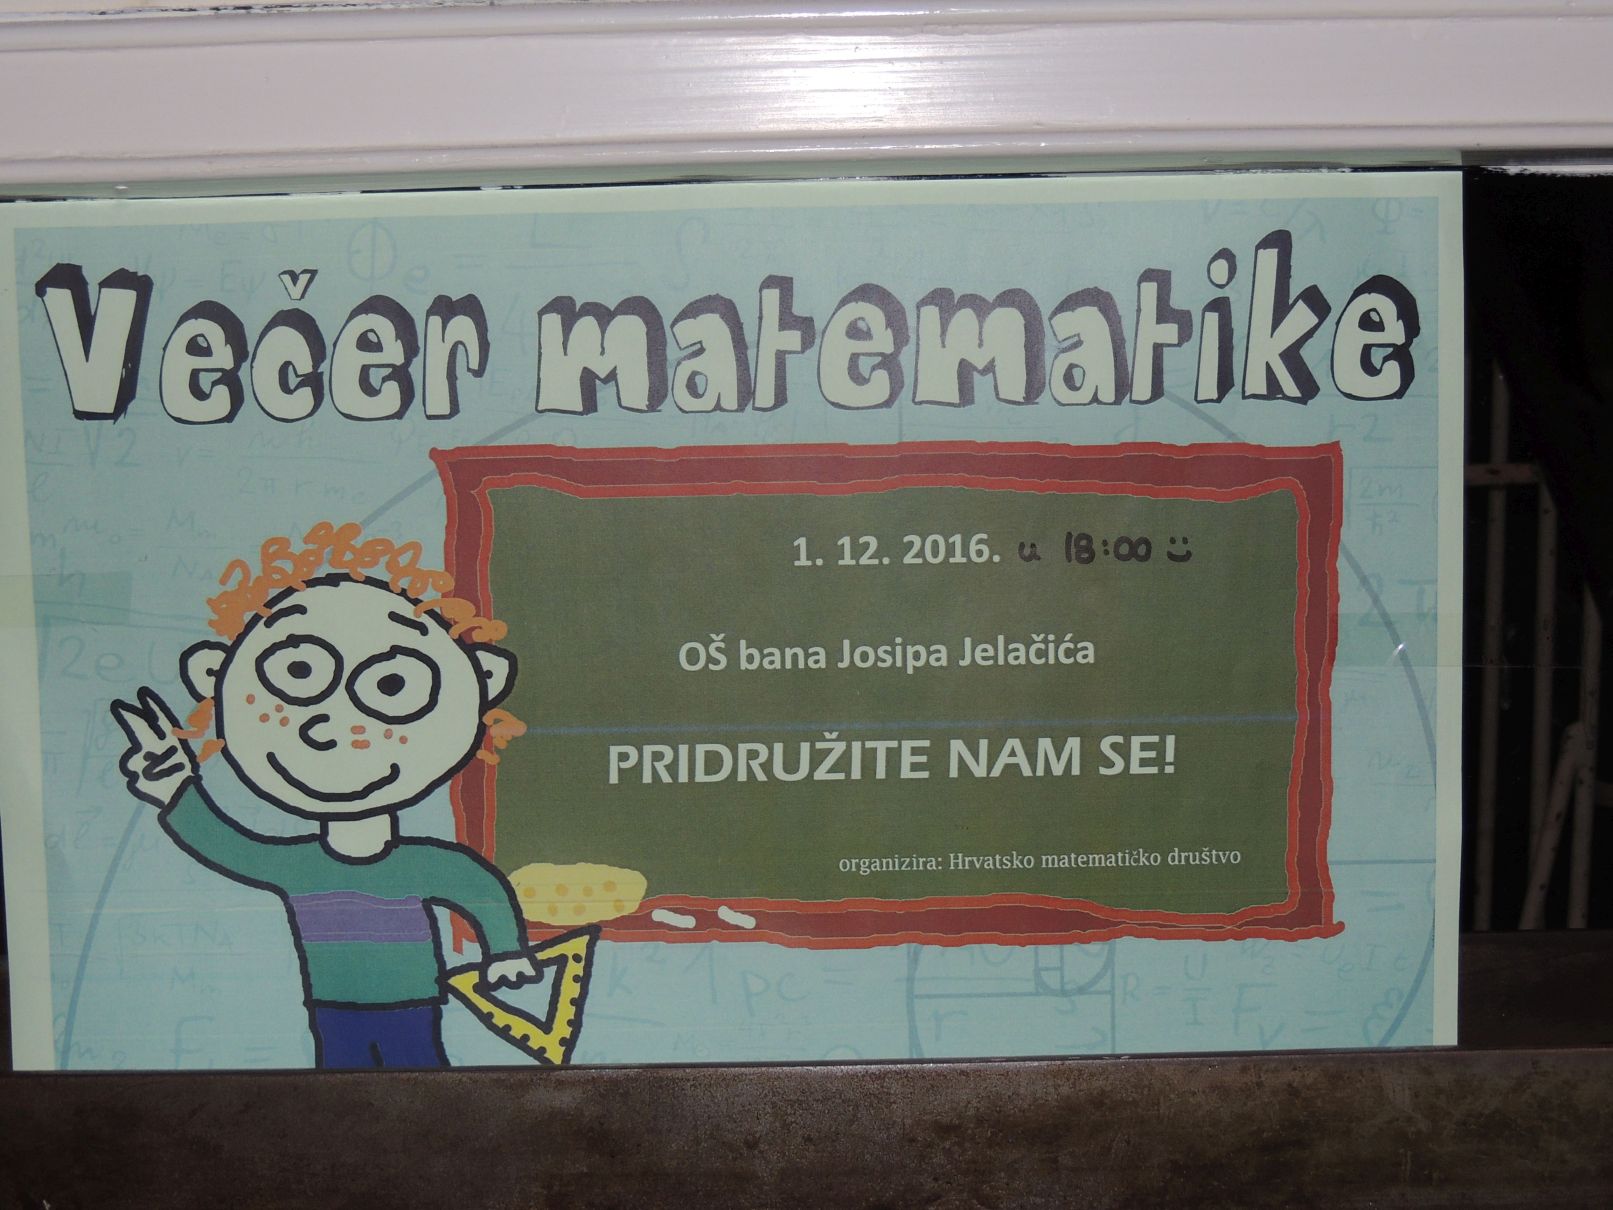 Večer matematike
1. 12. 2016. u 18:00
OŠ bana Josipa Jelačića
PRIDRUŽITE NAM SE!
organizira: Hrvatsko matematičko društvo